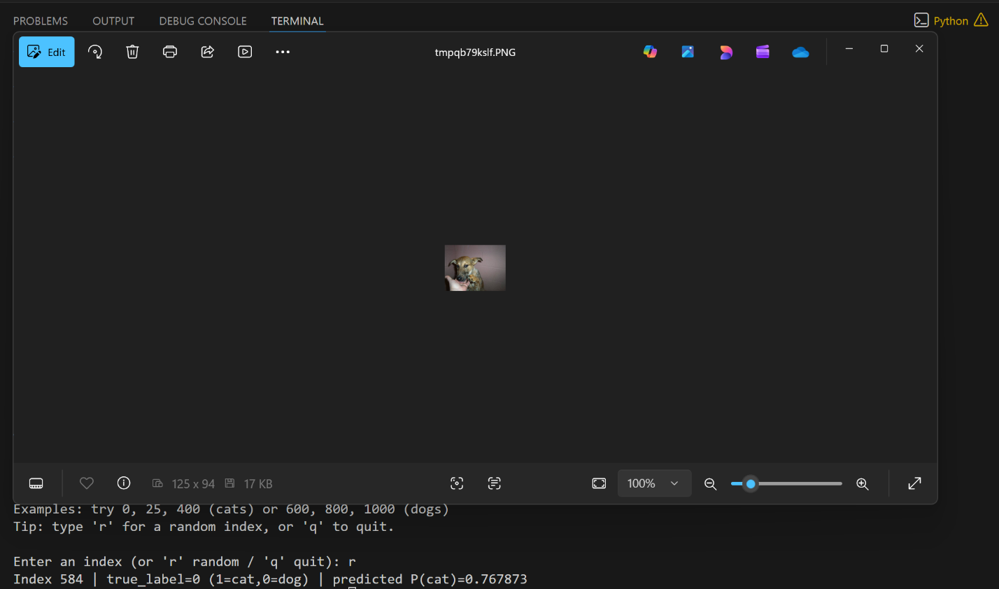 PROBLEMS OUTPUT DEBUG CONSOLE TERMINAL Python
Edit tmpqb79kslf.PNG
125 x 94 17 KB 100%
Examples: try 0, 25, 400 (cats) or 600, 800, 1000 (dogs)
Tip: type 'r' for a random index, or 'q' to quit.
Enter an index (or 'r' random / 'q' quit): r
Index 584 | true_label=0 (1=cat,0=dog) | predicted P(cat)=0.767873